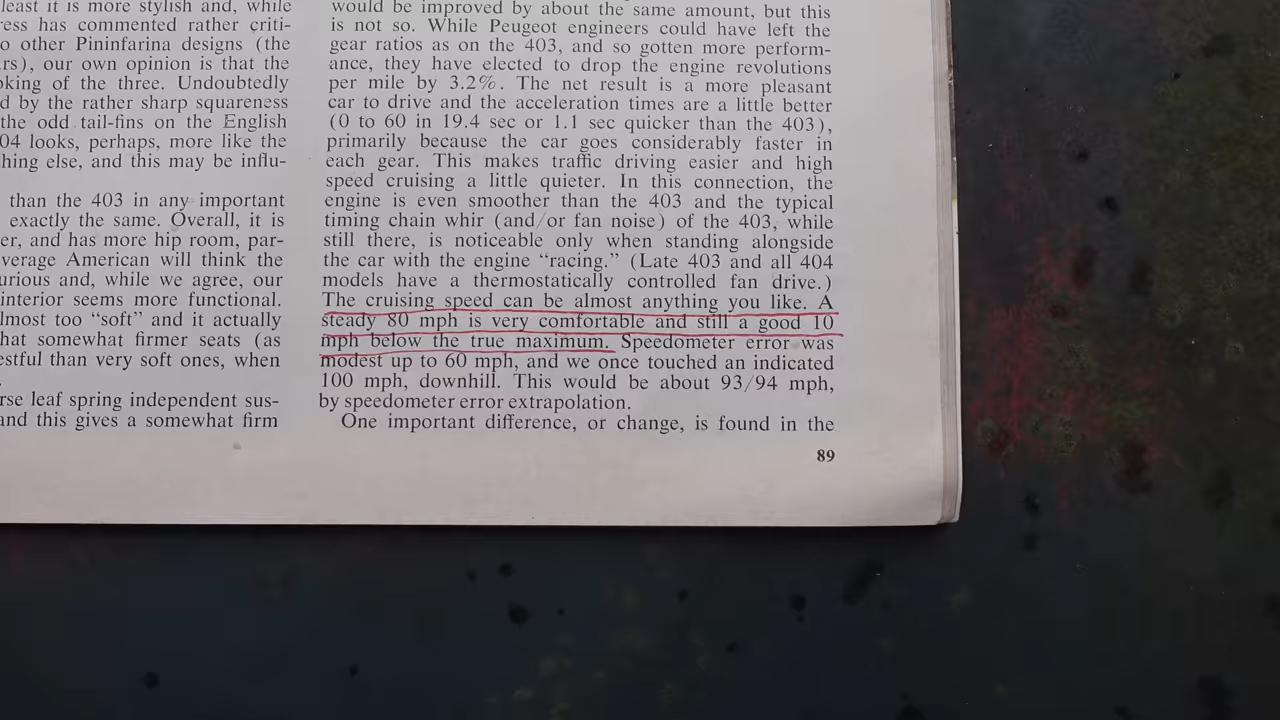 least it is more stylish and, while
ress has commented rather criti-
o other Pininfarina designs (the
rs), our own opinion is that the
oking of the three. Undoubtedly
d by the rather sharp squareness
the odd tail-fins on the English
04 looks, perhaps, more like the
hing else, and this may be influ-
than the 403 in any important
exactly the same. Overall, it is
er, and has more hip room, par-
verage American will think the
urious and, while we agree, our
interior seems more functional.
lmost too “soft” and it actually
hat somewhat firmer seats (as
estful than very soft ones, when
.
rse leaf spring independent sus-
and this gives a somewhat firm
would be improved by about the same amount, but this
is not so. While Peugeot engineers could have left the
gear ratios as on the 403, and so gotten more perform-
ance, they have elected to drop the engine revolutions
per mile by 3.2%. The net result is a more pleasant
car to drive and the acceleration times are a little better
(0 to 60 in 19.4 sec or 1.1 sec quicker than the 403),
primarily because the car goes considerably faster in
each gear. This makes traffic driving easier and high
speed cruising a little quieter. In this connection, the
engine is even smoother than the 403 and the typical
timing chain whir (and/or fan noise) of the 403, while
still there, is noticeable only when standing alongside
the car with the engine “racing.” (Late 403 and all 404
models have a thermostatically controlled fan drive.)
The cruising speed can be almost anything you like. A
steady 80 mph is very comfortable and still a good 10
mph below the true maximum. Speedometer error was
modest up to 60 mph, and we once touched an indicated
100 mph, downhill. This would be about 93/94 mph,
by speedometer error extrapolation.
One important difference, or change, is found in the
89